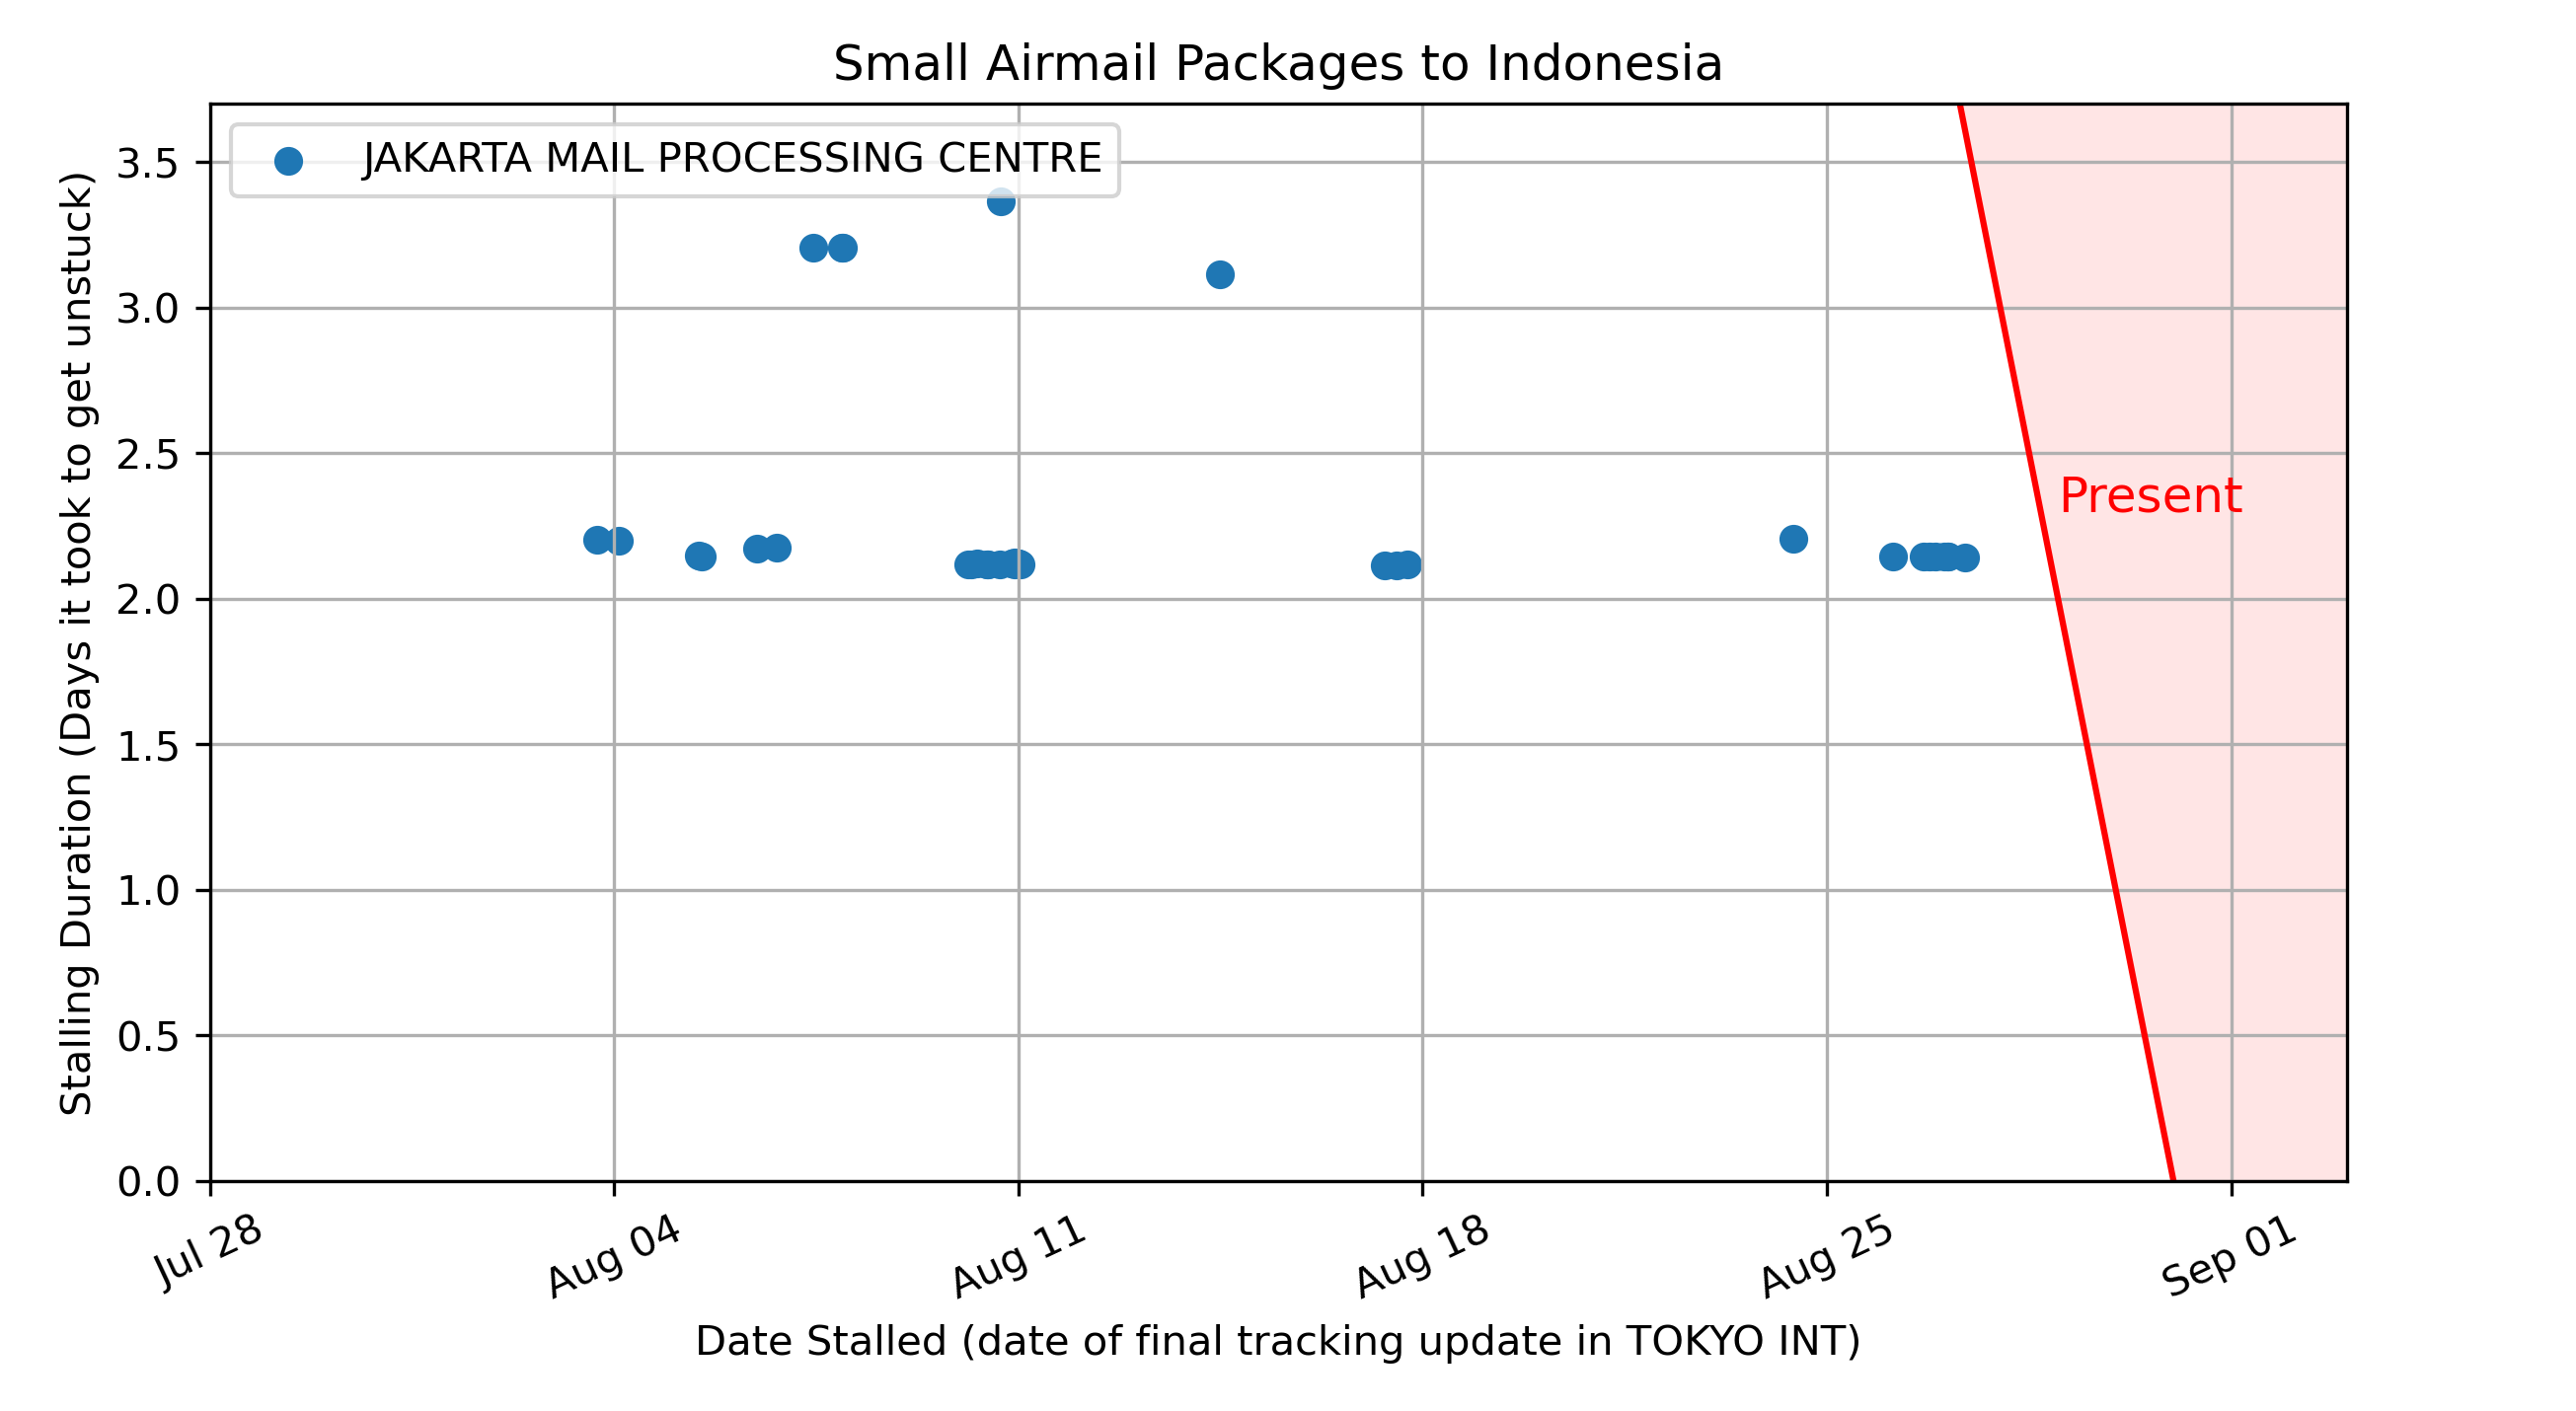 Small Airmail Packages to Indonesia
JAKARTA MAIL PROCESSING CENTRE
Stalling Duration (Days it took to get unstuck)
3.5
3.0
2.5
2.0
1.5
1.0
0.5
0.0
Present
Jul 28
Aug 04
Aug 11
Aug 18
Aug 25
Sep 01
Date Stalled (date of final tracking update in TOKYO INT)